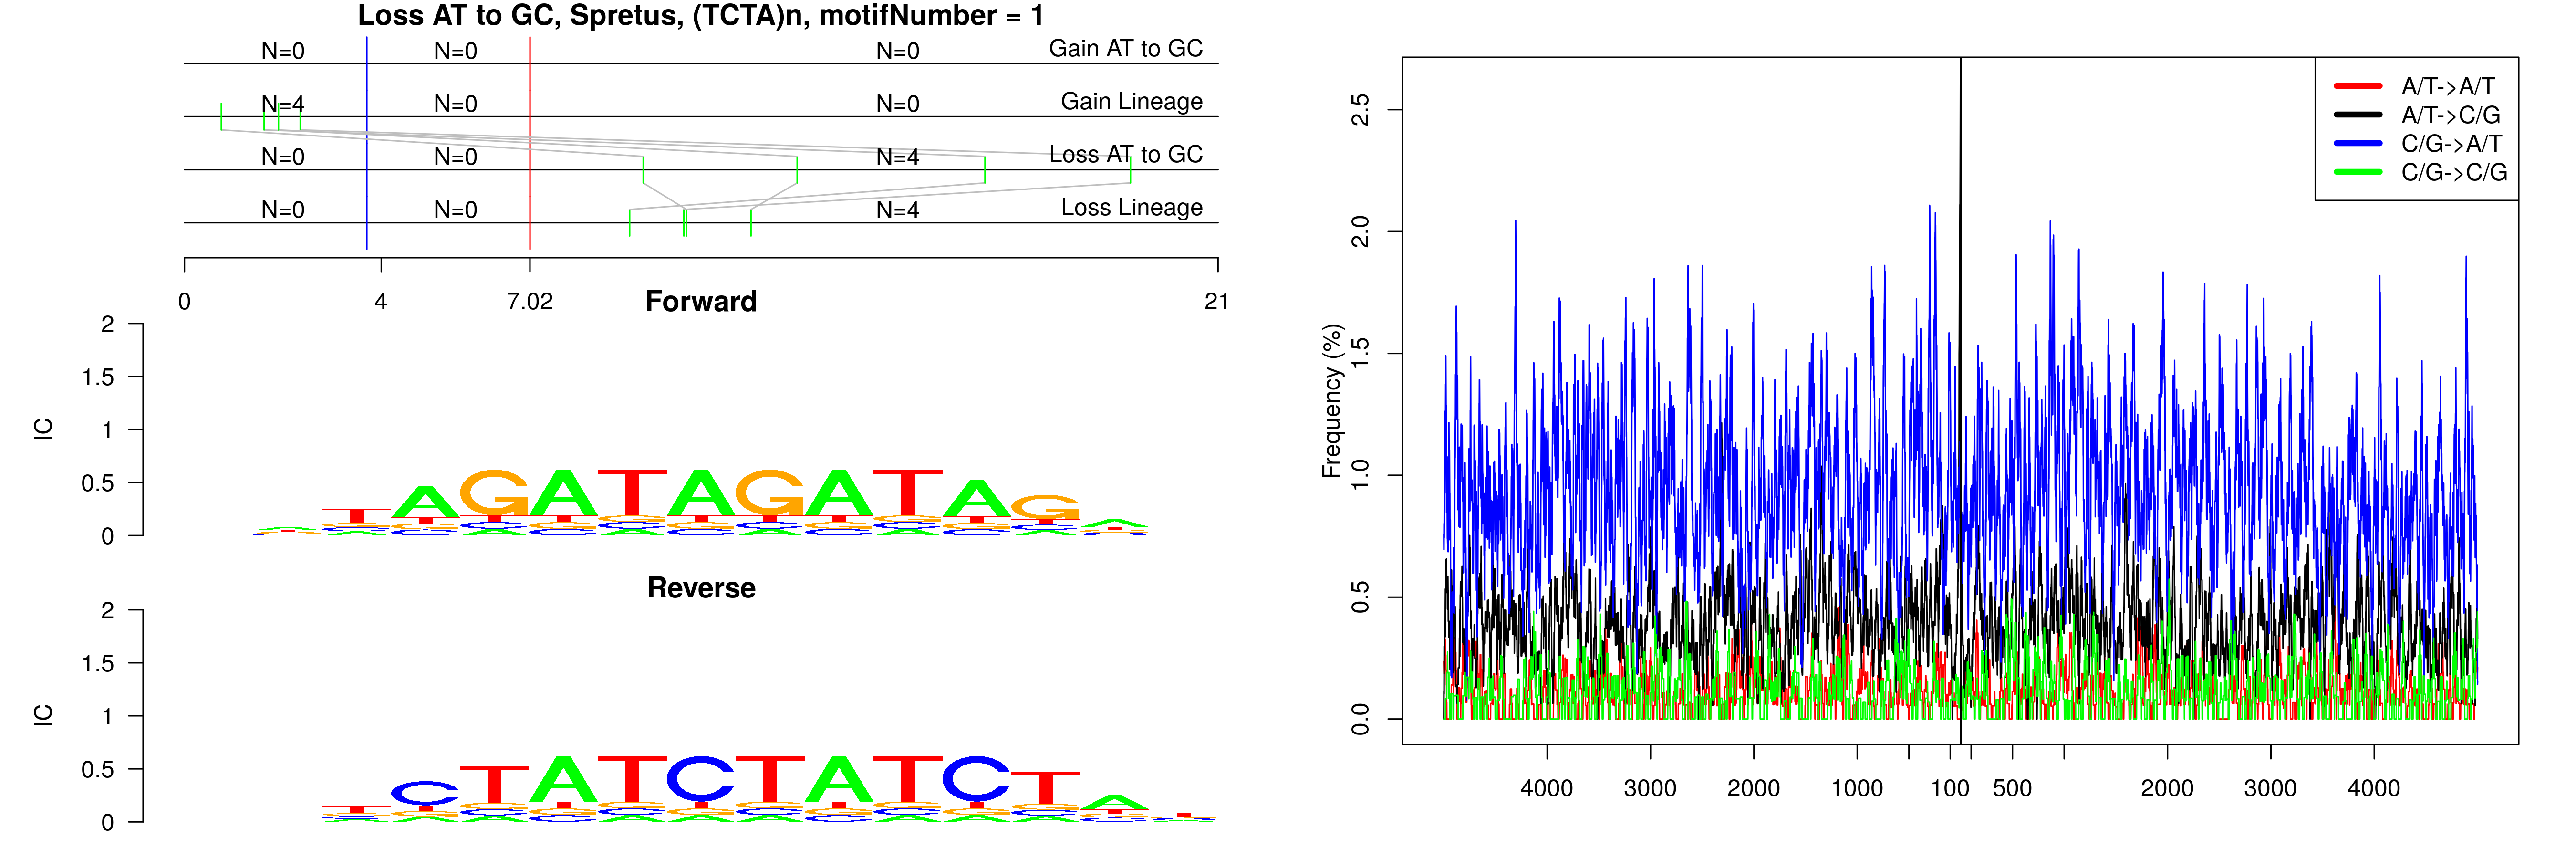 Loss AT to GC, Spretus, (TCTA)n, motifNumber = 1
N=0 N=0 N=0 Gain AT to GC
N=4 N=0 N=0 Gain Lineage
N=0 N=0 N=4 Loss AT to GC
N=0 N=0 N=4 Loss Lineage
0 4 7.02 21
Forward
2
1.5
1
0.5
0
IC
AGATAGATAG
Reverse
2
1.5
1
0.5
0
IC
TCTATCTATCTA
2.5
2.0
1.5
1.0
0.5
0.0
Frequency (%)
A/T->A/T
A/T->C/G
C/G->A/T
C/G->C/G
4000 3000 2000 1000 100 500 2000 3000 4000